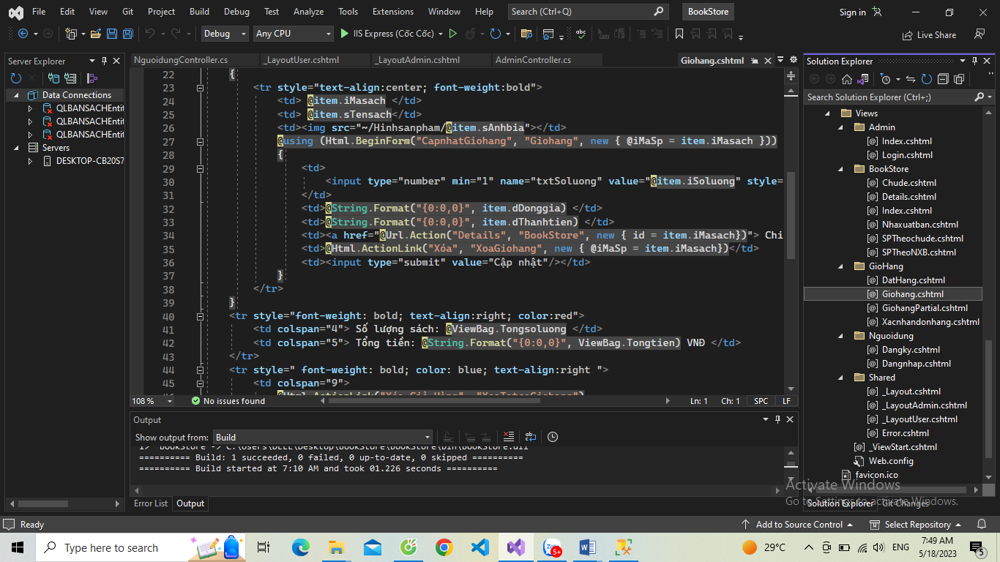 File Edit View Git Project Build Debug Test Analyze Tools Extensions Window Help Search (Ctrl+Q) BookStore Sign in
Debug Any CPU IIS Express (Cốc Cốc) Live Share
Server Explorer
Data Connections
QLBANSACHEntit
QLBANSACHEntit
QLBANSACHEntit
Servers
DESKTOP-CB20S7
NguoidungController.cs _LayoutUser.cshtml _LayoutAdmin.cshtml AdminController.cs Giohang.cshtml
22 {
23 <tr style="text-align:center; font-weight:bold">
24 <td> @item.iMasach </td>
25 <td> @item.sTensach</td>
26 <td><img src="~/Hinhsanpham/@item.sAnhbia"></td>
27 @using (Html.BeginForm("CapnhatGiohang", "Giohang", new { @iMaSp = item.iMasach }))
28 {
29 <td>
30 <input type="number" min="1" name="txtSoluong" value="@item.iSoluong" style=
31 </td>
32 <td>@String.Format("{0:0,0}", item.dDonggia) </td>
33 <td>@String.Format("{0:0,0}", item.dThanhtien) </td>
34 <td><a href="@Url.Action("Details", "BookStore", new { id = item.iMasach})"> Chi
35 <td>@Html.ActionLink("Xóa", "XoaGiohang", new { @iMaSp = item.iMasach})</td>
36 <td><input type="submit" value="Cập nhật"/></td>
37 }
38 </tr>
39 }
40 <tr style="font-weight: bold; text-align:right; color:red">
41 <td colspan="4"> Số lượng sách: @ViewBag.Tongsoluong </td>
42 <td colspan="5"> Tổng tiền: @String.Format("{0:0,0}", ViewBag.Tongtien) VNĐ </td>
43 </tr>
44 <tr style=" font-weight: bold; color: blue; text-align:right ">
45 <td colspan="9">
108 % No issues found Ln: 1 Ch: 1 SPC LF
Output
Show output from: Build
1> BookStore -> C:\Users\DELL\Desktop\BookStore\BookStore\bin\BookStore.dll
========== Build: 1 succeeded, 0 failed, 0 up-to-date, 0 skipped ==========
========== Build started at 7:10 AM and took 01.226 seconds ==========
Error List Output
Solution Explorer
Search Solution Explorer (Ctrl+;)
Views
Admin
Index.cshtml
Login.cshtml
BookStore
Chude.cshtml
Details.cshtml
Index.cshtml
Nhaxuatban.cshtml
SPTheochude.cshtml
SPTheoNXB.cshtml
GioHang
DatHang.cshtml
Giohang.cshtml
GiohangPartial.cshtml
Xacnhandonhang.cshtml
Nguoidung
Dangky.cshtml
Dangnhap.cshtml
Shared
_Layout.cshtml
_LayoutAdmin.cshtml
_LayoutUser.cshtml
Error.cshtml
_ViewStart.cshtml
Web.config
favicon.ico
Activate Windows
Go to Settings to activate Windows.
Solution Explorer Git Changes
Ready Add to Source Control Select Repository
Type here to search 5+ 29°C ENG 7:49 AM
5/18/2023 5